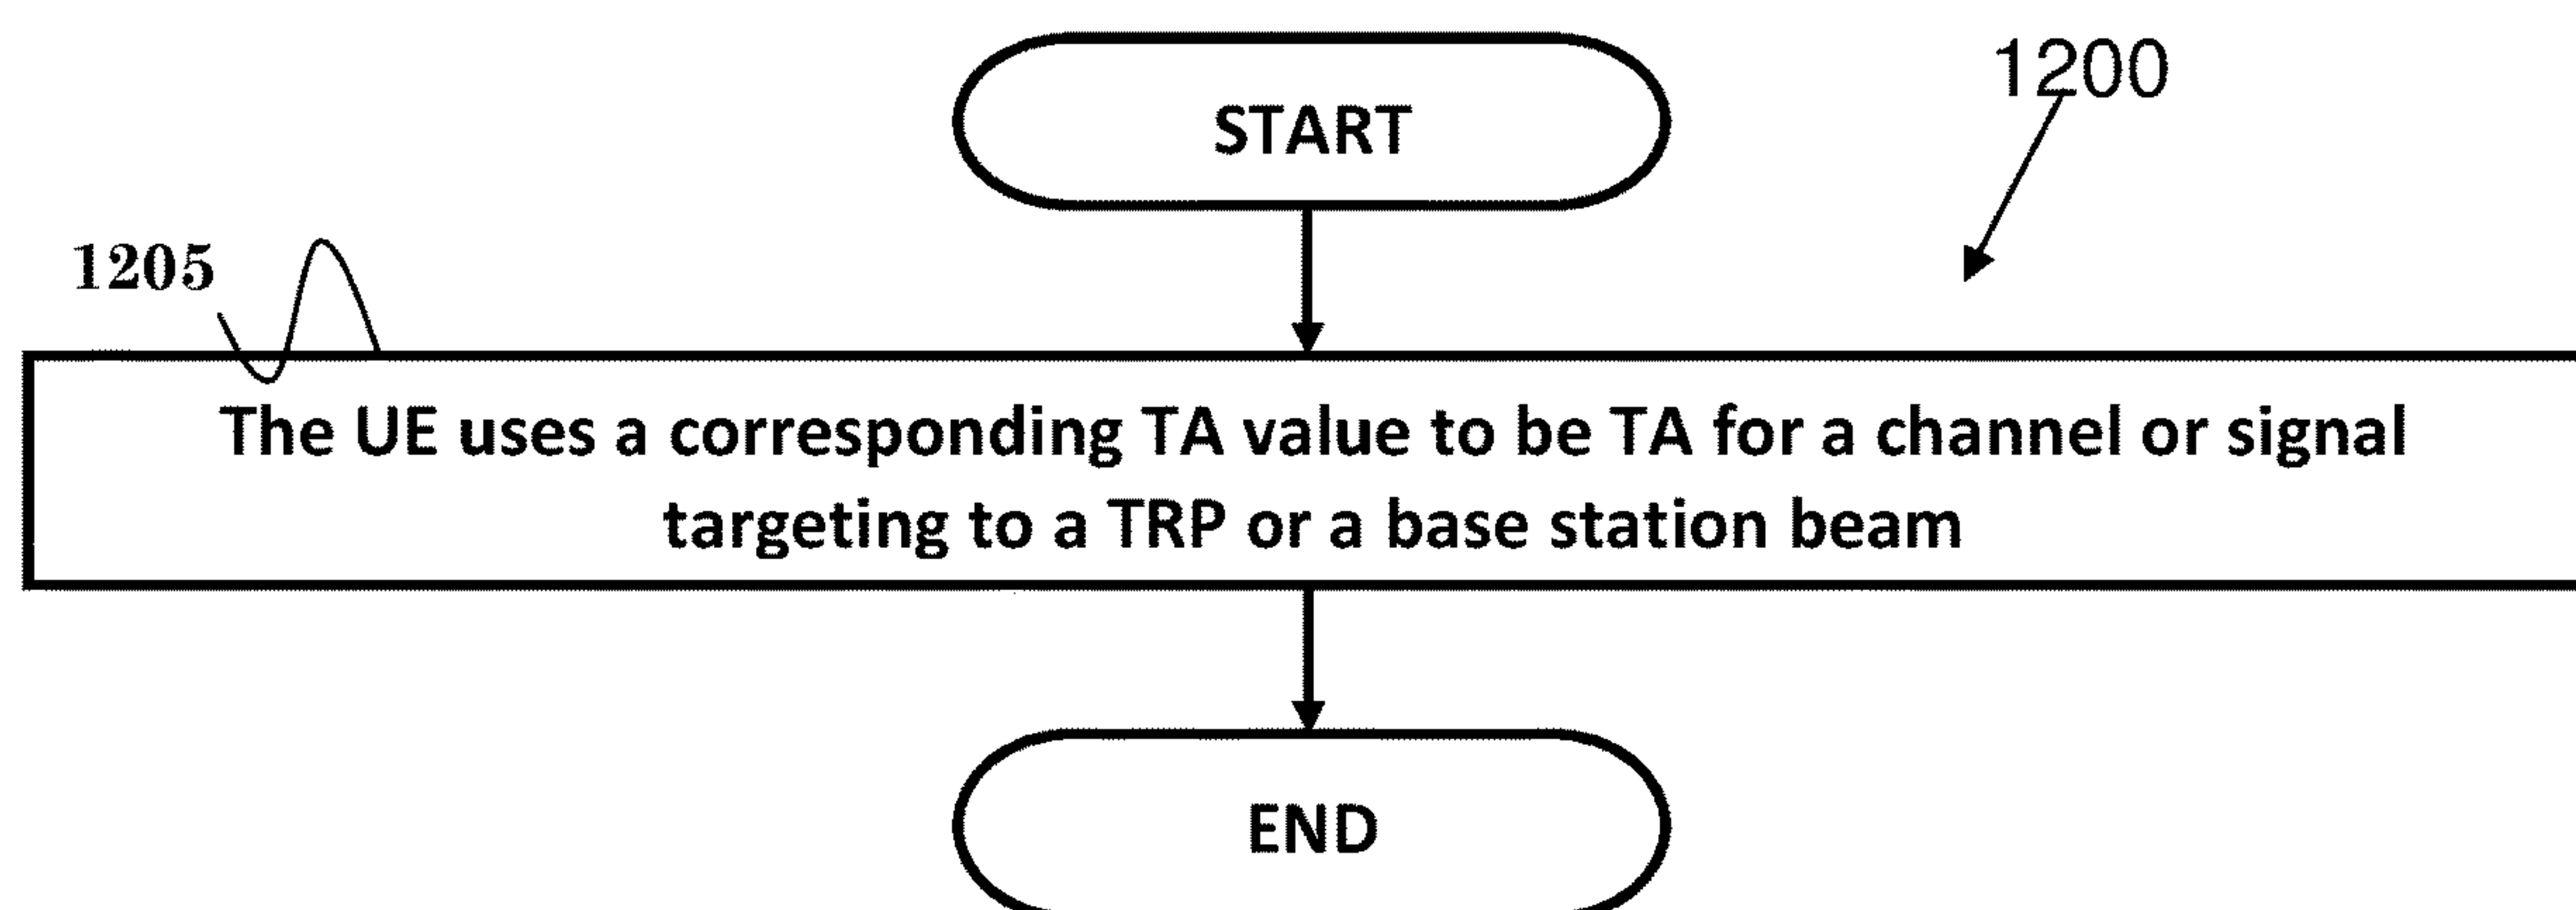 START
1200
1205
The UE uses a corresponding TA value to be TA for a channel or signal
targeting to a TRP or a base station beam
END